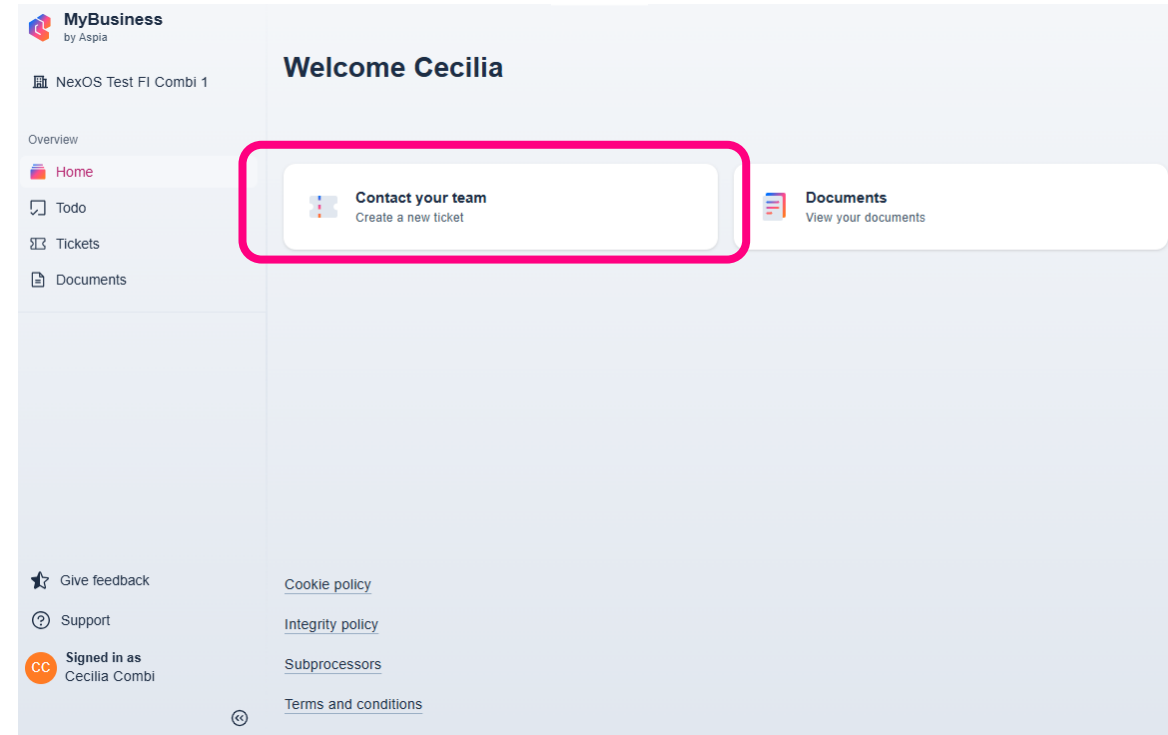 MyBusiness
by Aspia
NexOS Test FI Combi 1
Overview
Home
Todo
Tickets
Documents
Give feedback
Support
CC
Signed in as
Cecilia Combi
Welcome Cecilia
Contact your team
Create a new ticket
Documents
View your documents
Cookie policy
Integrity policy
Subprocessors
Terms and conditions